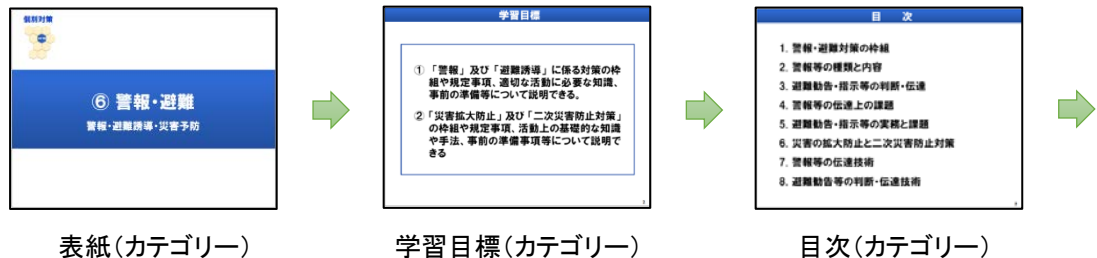 個別対策
⑥ 警報・避難
警報・避難誘導・災害予防
表紙(カテゴリー)
学習目標
① 「警報」及び「避難誘導」に係る対策の枠
組や規定事項、適切な活動に必要な知識、
事前の準備等について説明できる。
② 「災害拡大防止」及び「二次災害防止対策」
の枠組や規定事項、活動上の基礎的な知識
や手法、事前の準備事項等について説明で
きる
学習目標(カテゴリー)
目 次
1. 警報・避難対策の枠組
2. 警報等の種類と内容
3. 避難勧告・指示等の判断・伝達
4. 警報等の伝達上の課題
5. 避難勧告・指示等の実務と課題
6. 災害の拡大防止と二次災害防止対策
7. 警報等の伝達技術
8. 避難勧告等の判断・伝達技術
目次(カテゴリー)